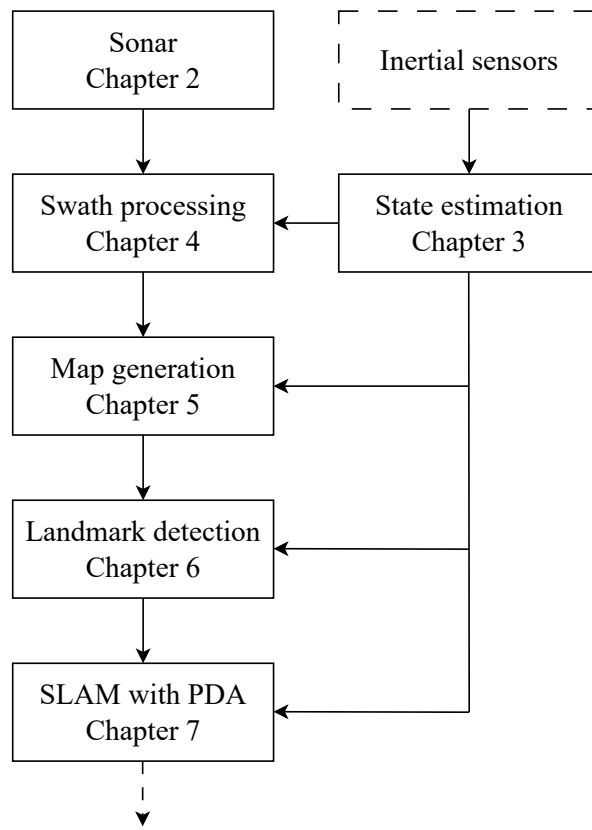 Sonar
Chapter 2
Inertial sensors
Swath processing
Chapter 4
State estimation
Chapter 3
Map generation
Chapter 5
Landmark detection
Chapter 6
SLAM with PDA
Chapter 7